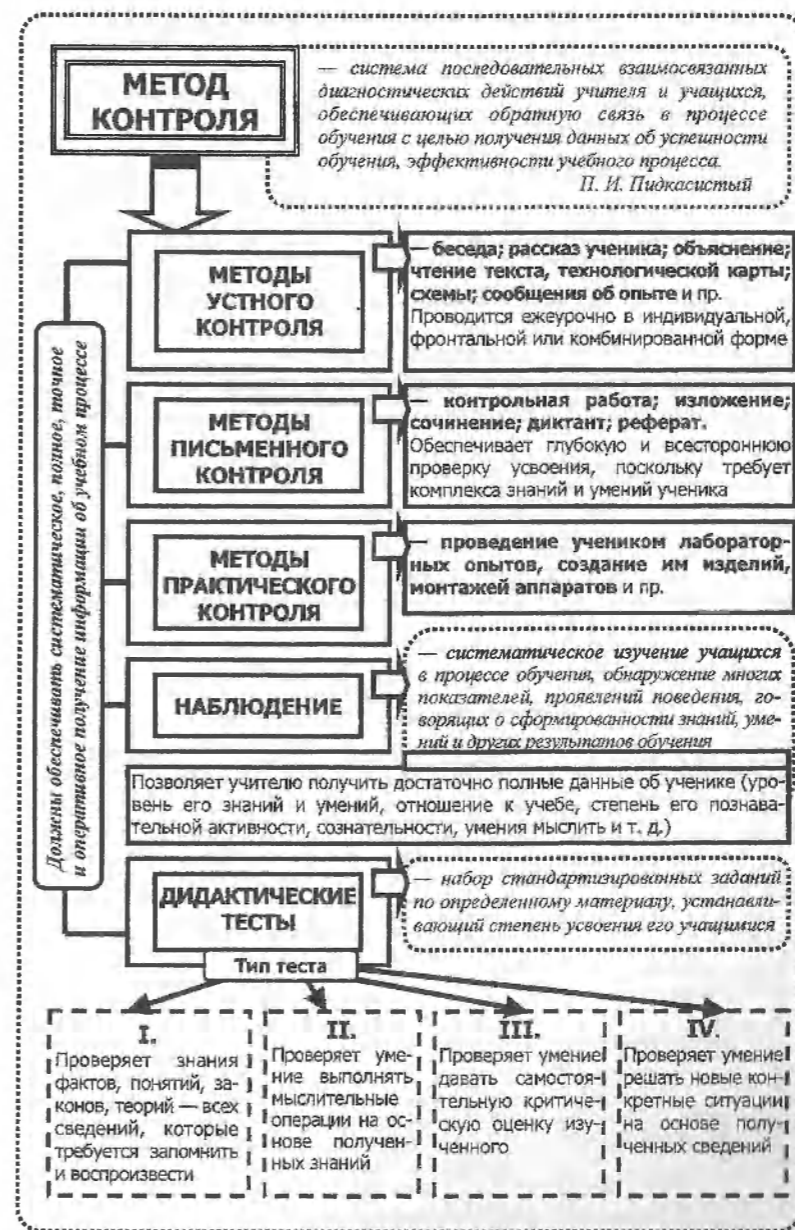 МЕТОД
КОНТРОЛЯ
— система последовательных взаимосвязанных
диагностических действий учителя и учащихся,
обеспечивающих обратную связь в процессе
обучения с целью получения данных об успешности
обучения, эффективности учебного процесса.
П. И. Пидкасистый
Должны обеспечивать систематическое, полное, точное
и оперативное получение информации об учебном процессе
МЕТОДЫ
УСТНОГО
КОНТРОЛЯ
— беседа; рассказ ученика; объяснение;
чтение текста, технологической карты;
схемы; сообщения об опыте и пр.
Проводится ежеурочно в индивидуальной,
фронтальной или комбинированной форме
МЕТОДЫ
ПИСЬМЕННОГО
КОНТРОЛЯ
— контрольная работа; изложение;
сочинение; диктант; реферат.
Обеспечивает глубокую и всестороннюю
проверку усвоения, поскольку требует
комплекса знаний и умений ученика
МЕТОДЫ
ПРАКТИЧЕСКОГО
КОНТРОЛЯ
— проведение учеником лаборатор-
ных опытов, создание им изделий,
монтажей аппаратов и пр.
НАБЛЮДЕНИЕ
— систематическое изучение учащихся
в процессе обучения, обнаружение многих
показателей, проявлений поведения, го-
ворящих о сформированности знаний, уме-
ний и других результатов обучения
Позволяет учителю получить достаточно полные данные об ученике (уро-
вень его знаний и умений, отношение к учебе, степень его познава-
тельной активности, сознательности, умения мыслить и т. д.)
ДИДАКТИЧЕСКИЕ
ТЕСТЫ
— набор стандартизированных заданий
по определенному материалу, устанавли-
вающий степень усвоения его учащимися
Тип теста
I.
Проверяет знания
фактов, понятий, за-
конов, теорий — всех
сведений, которые
требуется запомнить
и воспроизвести
II.
Проверяет уме-
ние выполнять
мыслительные
операции на ос-
нове получен-
ных знаний
III.
Проверяет умение
давать самостоя-
тельную критиче-
скую оценку изу-
ченного
IV.
Проверяет умение
решать новые кон-
кретные ситуации
на основе полу-
ченных сведений